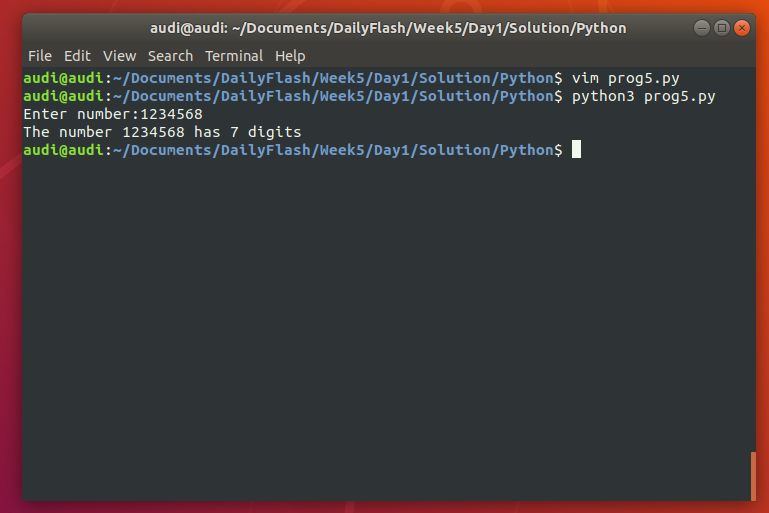 audi@audi: ~/Documents/DailyFlash/Week5/Day1/Solution/Python
File Edit View Search Terminal Help
audi@audi:~/Documents/DailyFlash/Week5/Day1/Solution/Python$ vim prog5.py
audi@audi:~/Documents/DailyFlash/Week5/Day1/Solution/Python$ python3 prog5.py
Enter number:1234568
The number 1234568 has 7 digits
audi@audi:~/Documents/DailyFlash/Week5/Day1/Solution/Python$